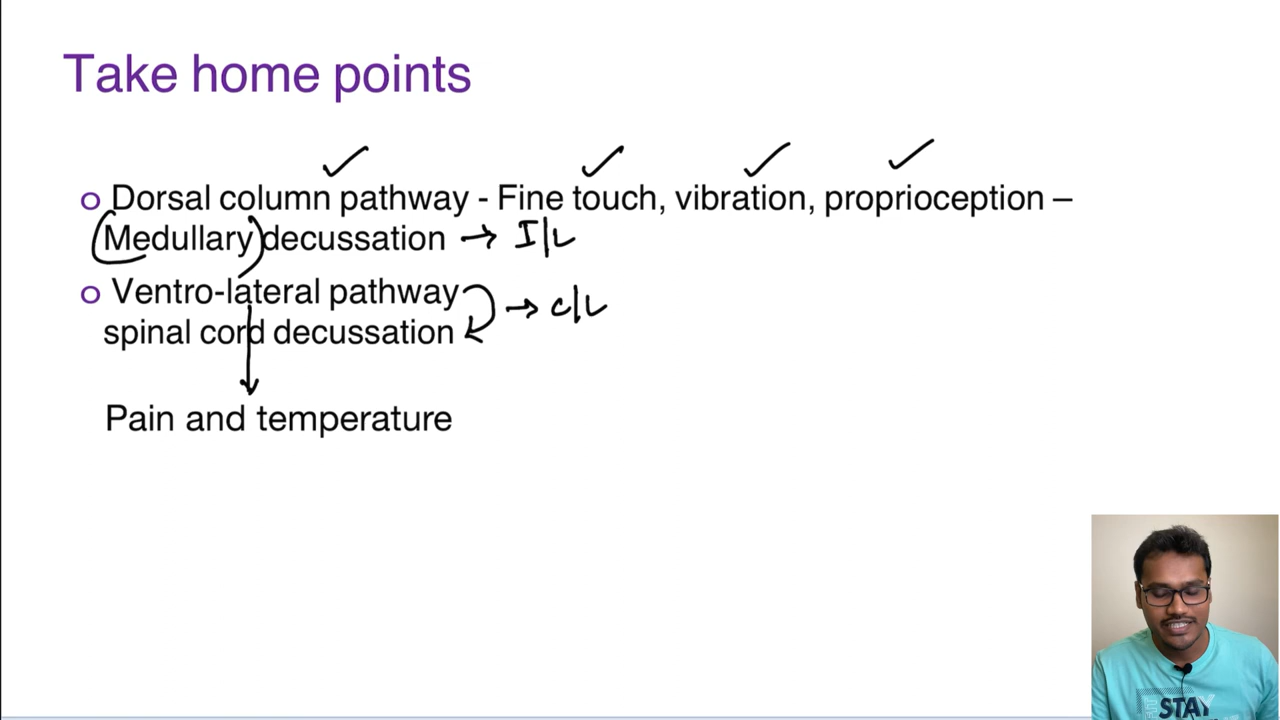 Take home points
o Dorsal column pathway - Fine touch, vibration, proprioception –
(Medullary) decussation → I/L
o Ventro-lateral pathway
spinal cord decussation → c/L
Pain and temperature
STAY